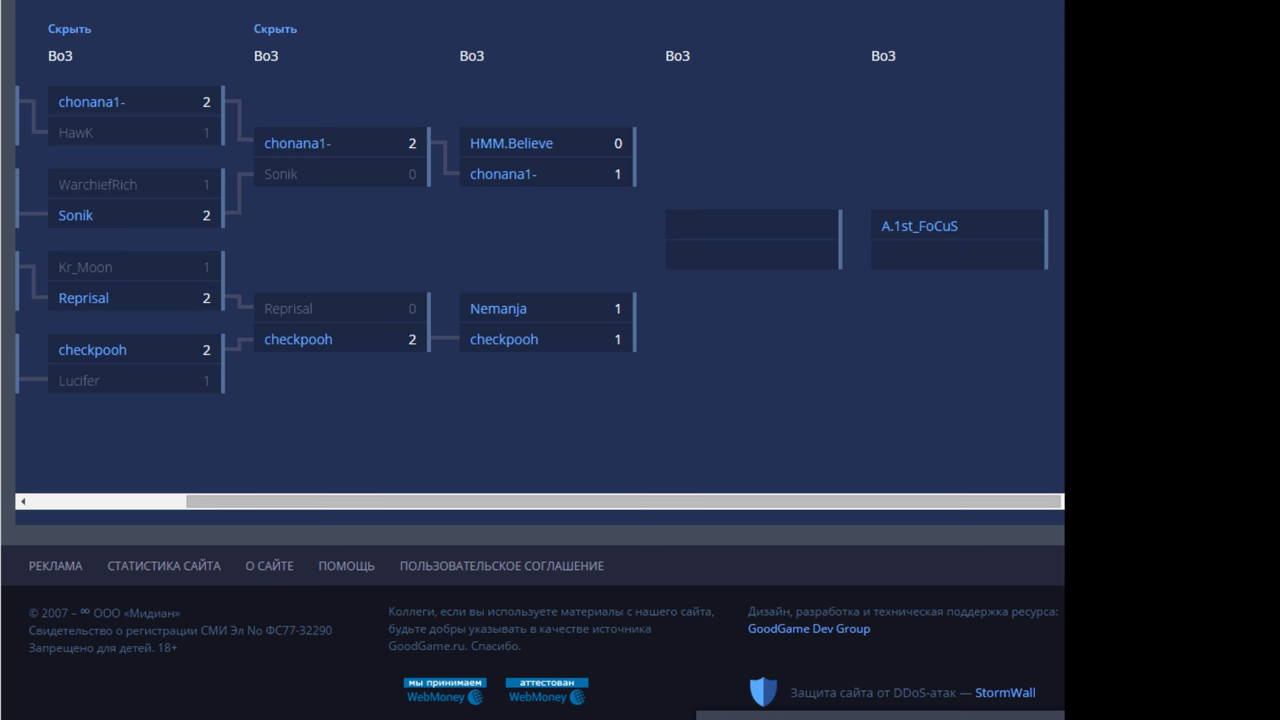 Скрыть Скрыть
Bo3 Bo3 Bo3 Bo3 Bo3
chonana1- 2
HawK 1
chonana1- 2
Sonik 0
HMM.Believe 0
chonana1- 1
WarchiefRich 1
Sonik 2
A.1st_FoCuS
Kr_Moon 1
Reprisal 2
Reprisal 0
checkpooh 2
Nemanja 1
checkpooh 1
checkpooh 2
Lucifer 1
РЕКЛАМА СТАТИСТИКА САЙТА О САЙТЕ ПОМОЩЬ ПОЛЬЗОВАТЕЛЬСКОЕ СОГЛАШЕНИЕ
© 2007 – ∞ ООО «Мидиан»
Свидетельство о регистрации СМИ Эл No ФС77-32290
Запрещено для детей. 18+
Коллеги, если вы используете материалы с нашего сайта,
будьте добры указывать в качестве источника
GoodGame.ru. Спасибо.
Дизайн, разработка и техническая поддержка ресурса:
GoodGame Dev Group
мы принимаем
WebMoney
аттестован
WebMoney
Защита сайта от DDoS-атак — StormWall